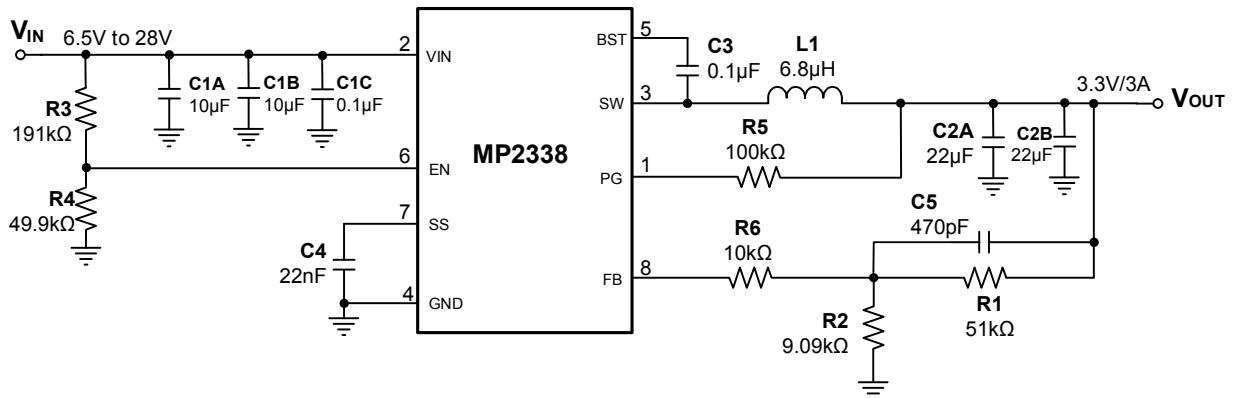 VIN
6.5V to 28V
R3
191kΩ
R4
49.9kΩ
C1A
10µF
C1B
10µF
C1C
0.1µF
2
VIN
6
EN
7
SS
C4
22nF
4
GND
MP2338
5
BST
C3
0.1µF
L1
6.8µH
3
SW
3.3V/3A
VOUT
R5
100kΩ
1
PG
C2A
22µF
C2B
22µF
C5
470pF
R6
10kΩ
8
FB
R1
51kΩ
R2
9.09kΩ